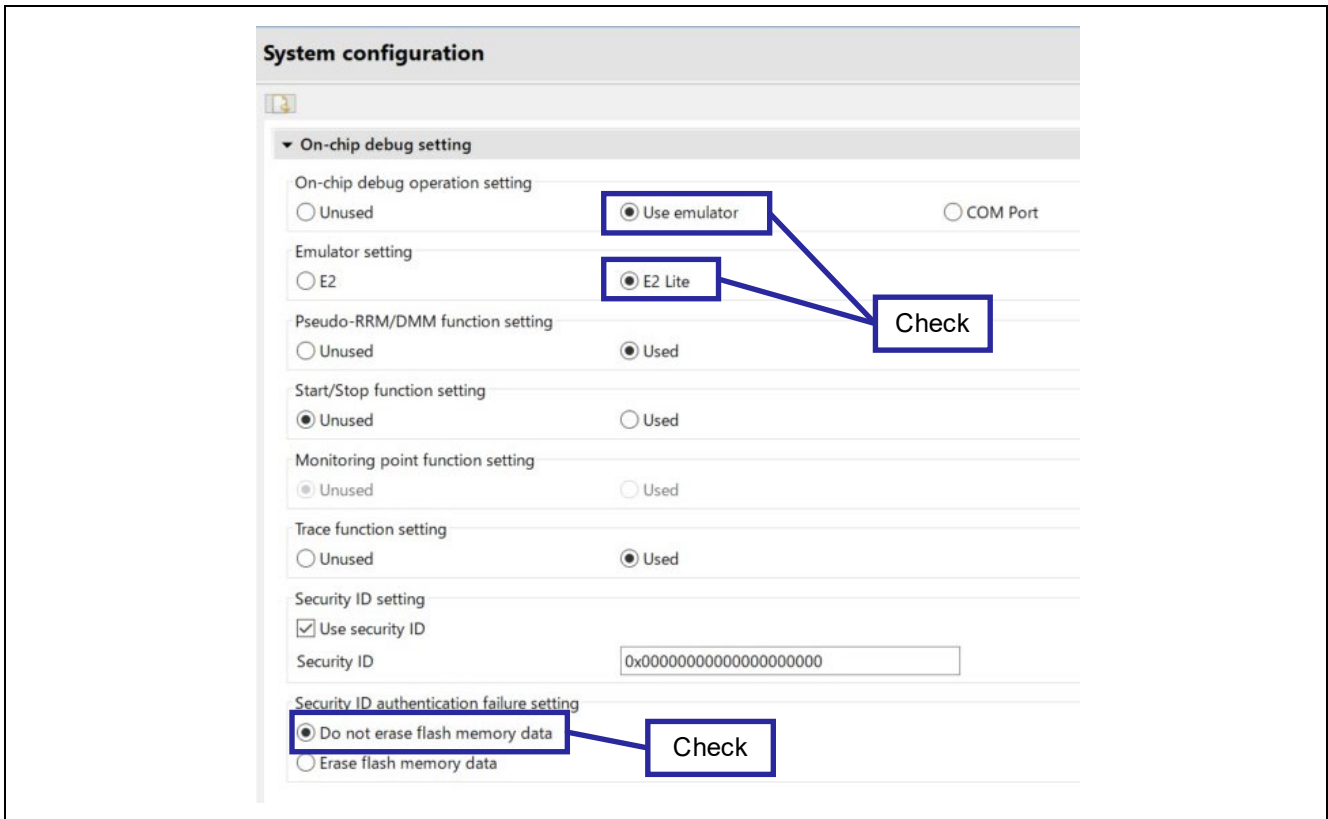 System configuration
On-chip debug setting
On-chip debug operation setting
Unused Use emulator COM Port
Emulator setting
E2 E2 Lite
Check
Pseudo-RRM/DMM function setting
Unused Used
Start/Stop function setting
Unused Used
Monitoring point function setting
Unused Used
Trace function setting
Unused Used
Security ID setting
Use security ID
Security ID 0x00000000000000000000
Security ID authentication failure setting
Do not erase flash memory data
Check
Erase flash memory data